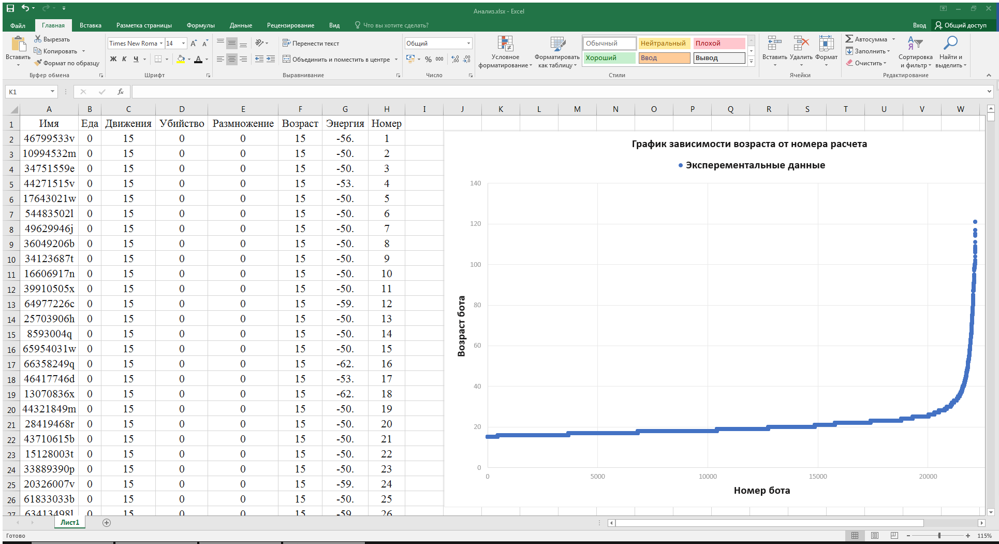 Анализ.xlsx - Excel
Файл Главная Вставка Разметка страницы Формулы Данные Рецензирование Вид Что вы хотите сделать? Вход Общий доступ
Вставить
Вырезать
Копировать
Формат по образцу
Буфер обмена
Times New Roma 14
Ж К Ч А
Шрифт
Перенести текст
Объединить и поместить в центре
Выравнивание
Общий
% 000
Число
Условное форматирование
Форматировать как таблицу
Обычный Нейтральный Плохой
Хороший Ввод Вывод
Стили
Вставить Удалить Формат
Ячейки
Автосумма
Заполнить
Очистить
Сортировка и фильтр
Найти и выделить
Редактирование
K1 fx
A B C D E F G H I J K L M N O P Q R S T U V W
1 Имя Еда Движения Убийство Размножение Возраст Энергия Номер
2 46799533v 0 15 0 0 15 -56. 1
3 10994532m 0 15 0 0 15 -50. 2
4 34751559e 0 15 0 0 15 -50. 3
5 44271515v 0 15 0 0 15 -53. 4
6 17643021w 0 15 0 0 15 -50. 5
7 54483502l 0 15 0 0 15 -50. 6
8 49629946j 0 15 0 0 15 -50. 7
9 36049206b 0 15 0 0 15 -50. 8
10 34123687t 0 15 0 0 15 -50. 9
11 16606917n 0 15 0 0 15 -50. 10
12 39910505x 0 15 0 0 15 -50. 11
13 64977226c 0 15 0 0 15 -59. 12
14 25703906h 0 15 0 0 15 -50. 13
15 8593004q 0 15 0 0 15 -50. 14
16 65954031w 0 15 0 0 15 -50. 15
17 66358249q 0 15 0 0 15 -62. 16
18 46417746d 0 15 0 0 15 -53. 17
19 13070836x 0 15 0 0 15 -62. 18
20 44321849m 0 15 0 0 15 -50. 19
21 28419468r 0 15 0 0 15 -50. 20
22 43710615b 0 15 0 0 15 -50. 21
23 15128003t 0 15 0 0 15 -50. 22
24 33889390p 0 15 0 0 15 -50. 23
25 20326007v 0 15 0 0 15 -59. 24
26 61833033b 0 15 0 0 15 -50. 25
27 63413498l 0 15 0 0 15 -59 26
График зависимости возраста от номера расчета
Эксперементальные данные
140
120
100
80
60
40
20
0
Возраст бота
0 5000 10000 15000 20000
Номер бота
Лист1
Готово 115%